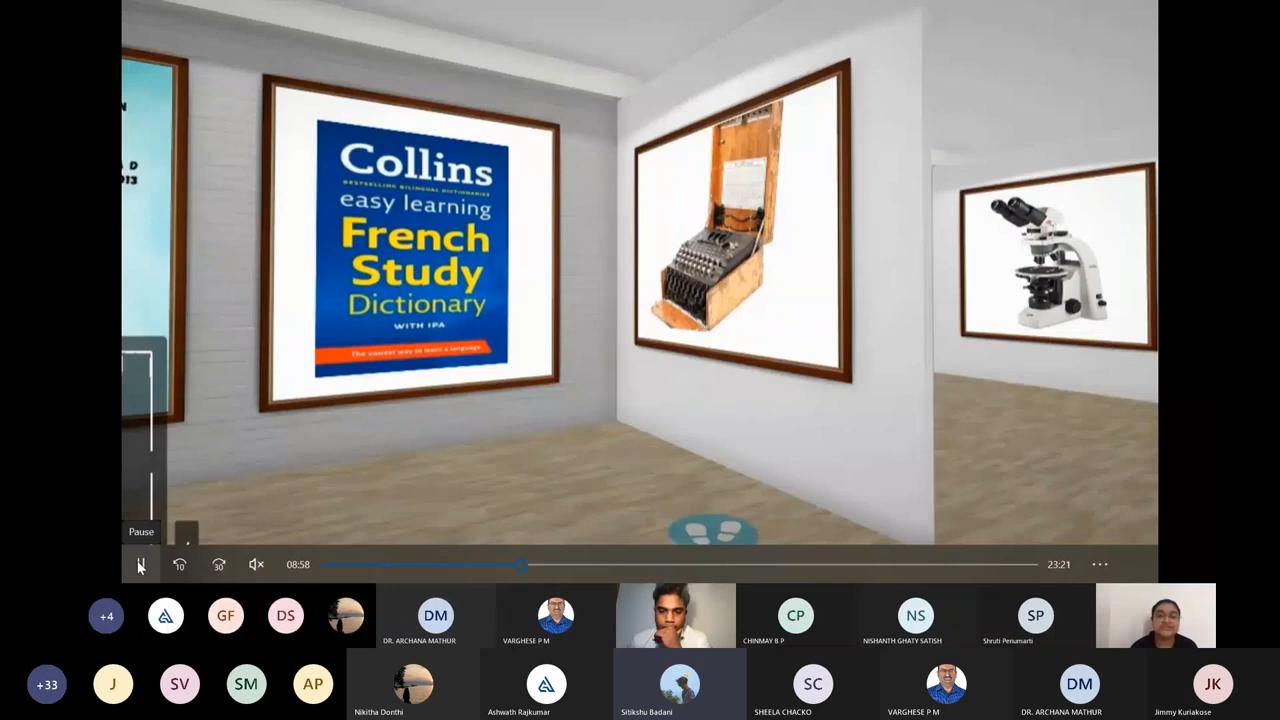 N
A D
013
Collins
BESTSELLING BILINGUAL DICTIONARIES
easy learning
French
Study
Dictionary
WITH IPA
The easiest way to learn a language
Pause
10
30
08:58
23:21
+4
GF
DS
DM
DR. ARCHANA MATHUR
VARGHESE P M
CP
CHINMAY B P
NS
NISHANTH GHATY SATISH
SP
Shruti Penumarti
+33
J
SV
SM
AP
Nikitha Donthi
Ashwath Rajkumar
Sitikshu Badani
SC
SHEELA CHACKO
VARGHESE P M
DM
DR. ARCHANA MATHUR
JK
Jimmy Kuriakose